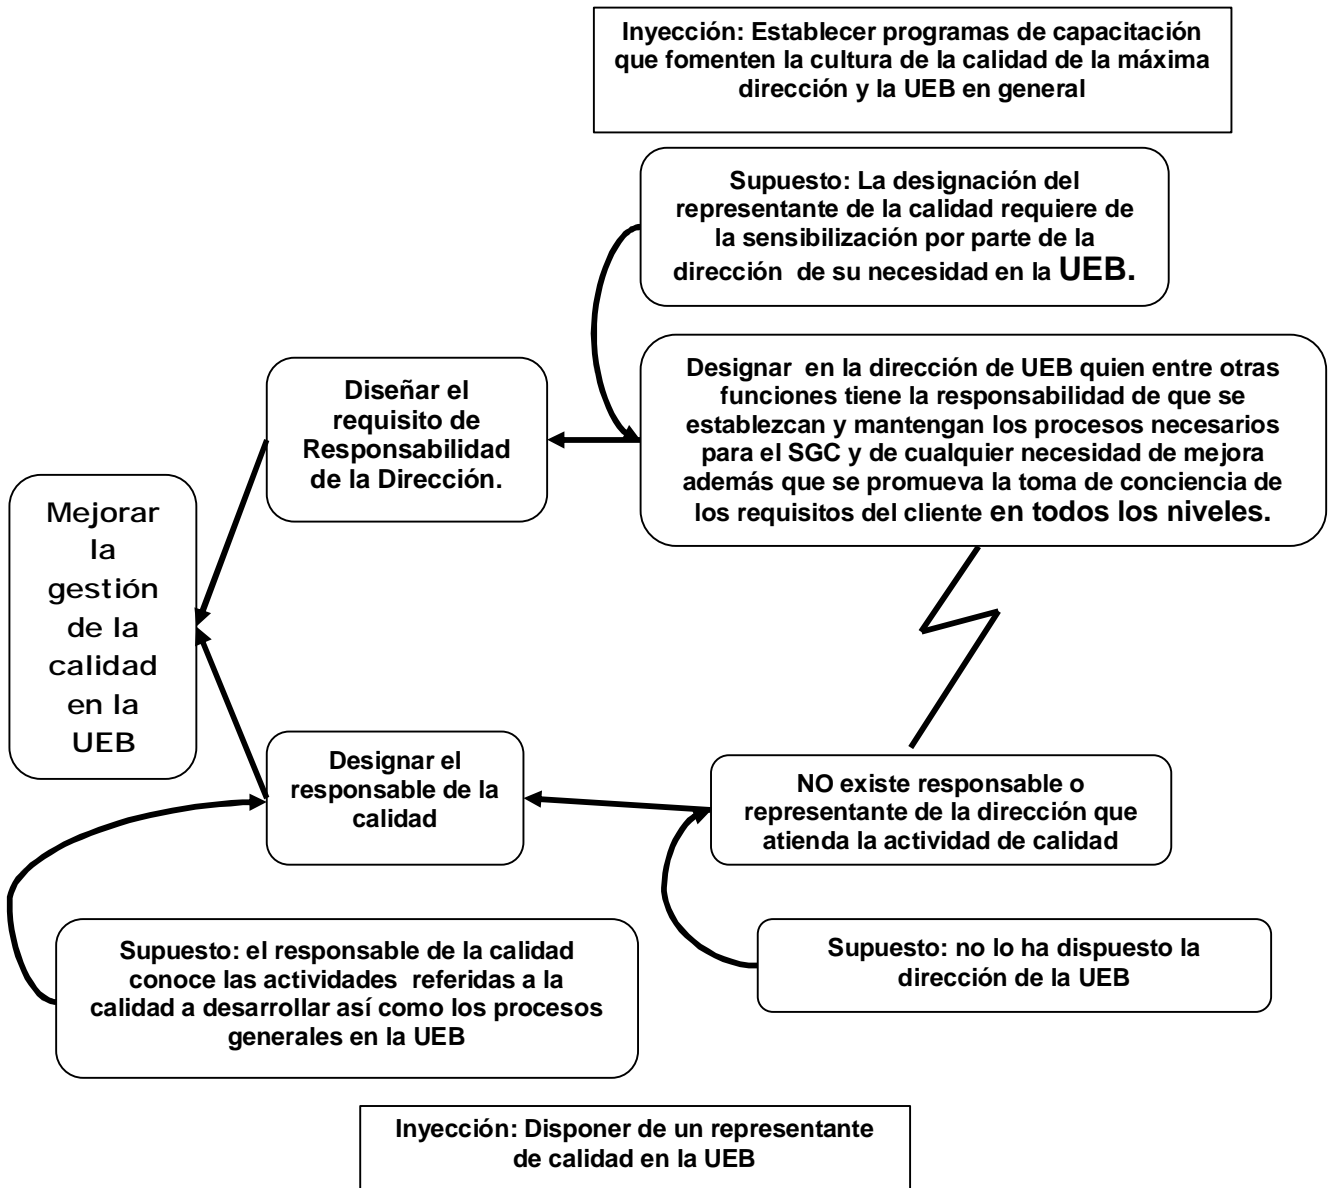 Inyección: Establecer programas de capacitación
que fomenten la cultura de la calidad de la máxima
dirección y la UEB en general
Supuesto: La designación del
representante de la calidad requiere de
la sensibilización por parte de la
dirección de su necesidad en la UEB.
Diseñar el
requisito de
Responsabilidad
de la Dirección.
Designar en la dirección de UEB quien entre otras
funciones tiene la responsabilidad de que se
establezcan y mantengan los procesos necesarios
para el SGC y de cualquier necesidad de mejora
además que se promueva la toma de conciencia de
los requisitos del cliente en todos los niveles.
Mejorar
la
gestión
de la
calidad
en la
UEB
Designar el
responsable de la
calidad
NO existe responsable o
representante de la dirección que
atienda la actividad de calidad
Supuesto: el responsable de la calidad
conoce las actividades referidas a la
calidad a desarrollar así como los procesos
generales en la UEB
Supuesto: no lo ha dispuesto la
dirección de la UEB
Inyección: Disponer de un representante
de calidad en la UEB